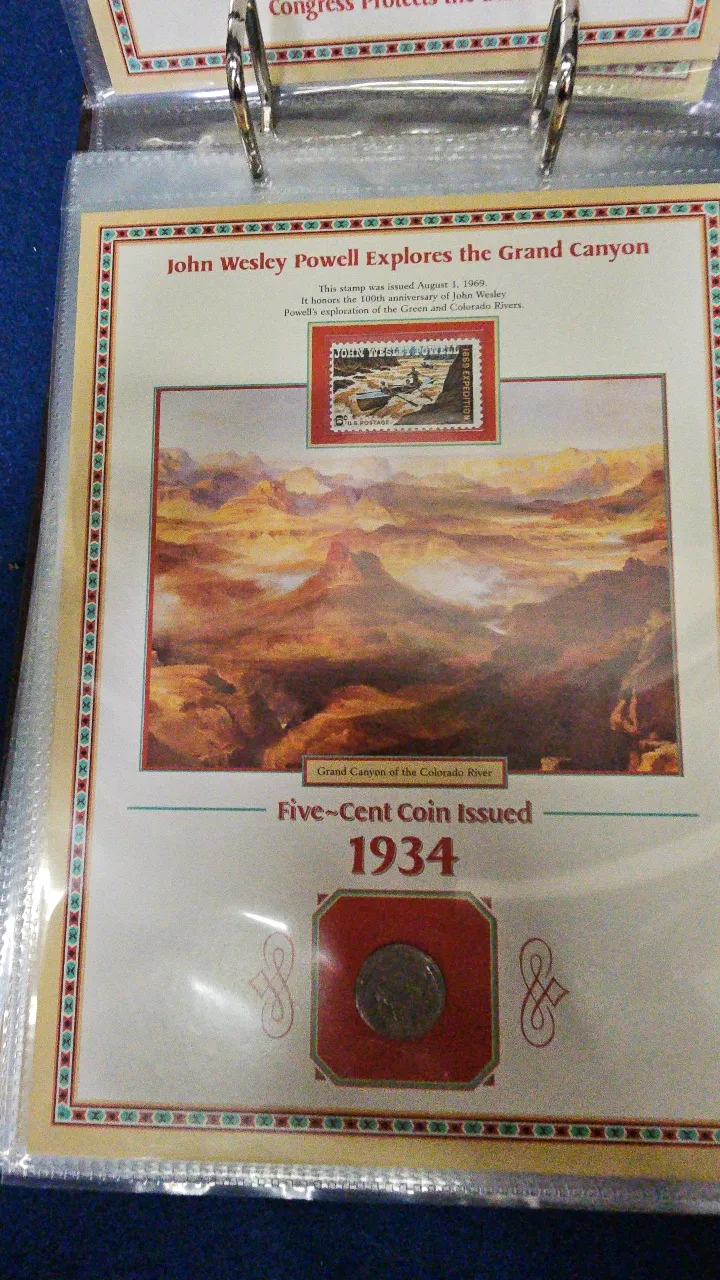 Congress Protects the
John Wesley Powell Explores the Grand Canyon
This stamp was issued August 1, 1969.
It honors the 100th anniversary of John Wesley
Powell's exploration of the Green and Colorado Rivers.
JOHN WESLEY POWELL
1869 EXPEDITION
6c U.S. POSTAGE
Grand Canyon of the Colorado River
Five~Cent Coin Issued
1934